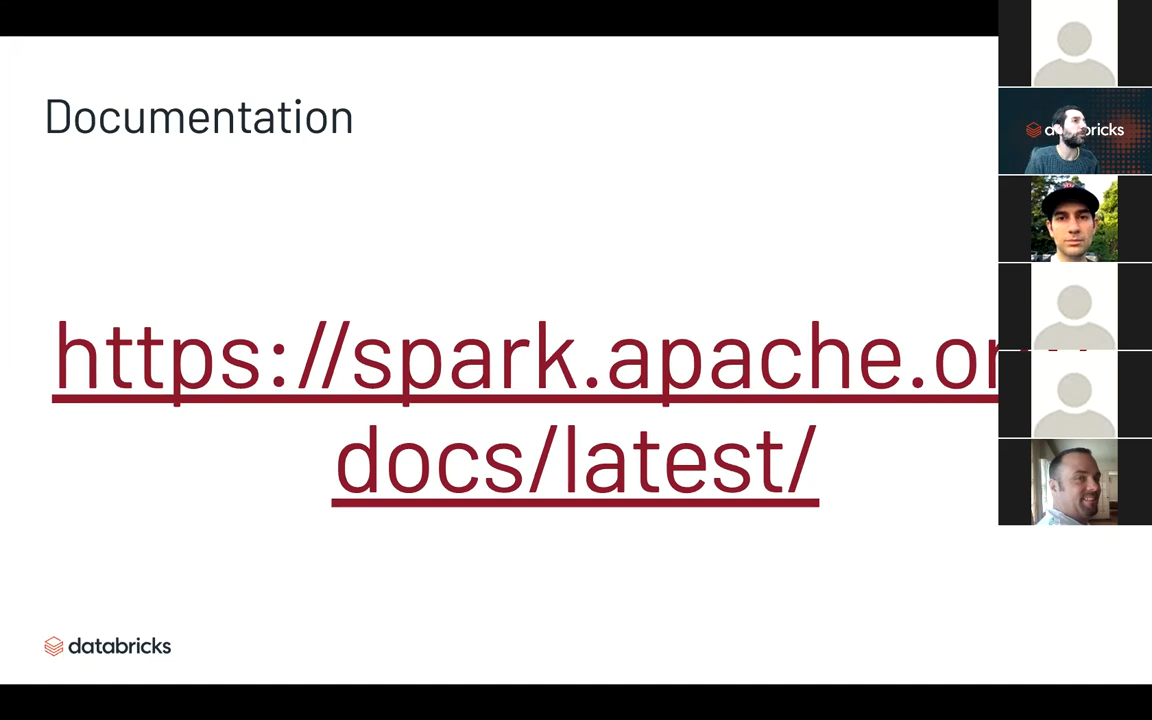 Documentation
https://spark.apache.or
docs/latest/
databricks